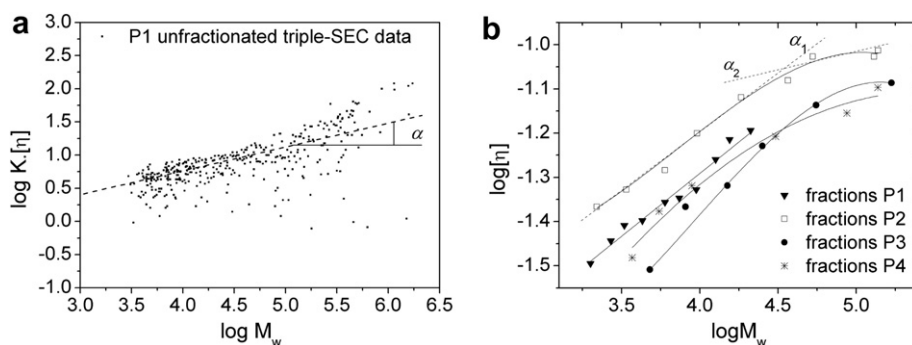 a
P1 unfractionated triple-SEC data
log K.[η]
3.0
2.5
2.0
1.5
1.0
0.5
0.0
-0.5
-1.0
α
3.0 3.5 4.0 4.5 5.0 5.5 6.0 6.5
log M_w
b
log[η]
-1.0
-1.1
-1.2
-1.3
-1.4
-1.5
α₁
α₂
fractions P1
fractions P2
fractions P3
fractions P4
3.5 4.0 4.5 5.0
logM_w